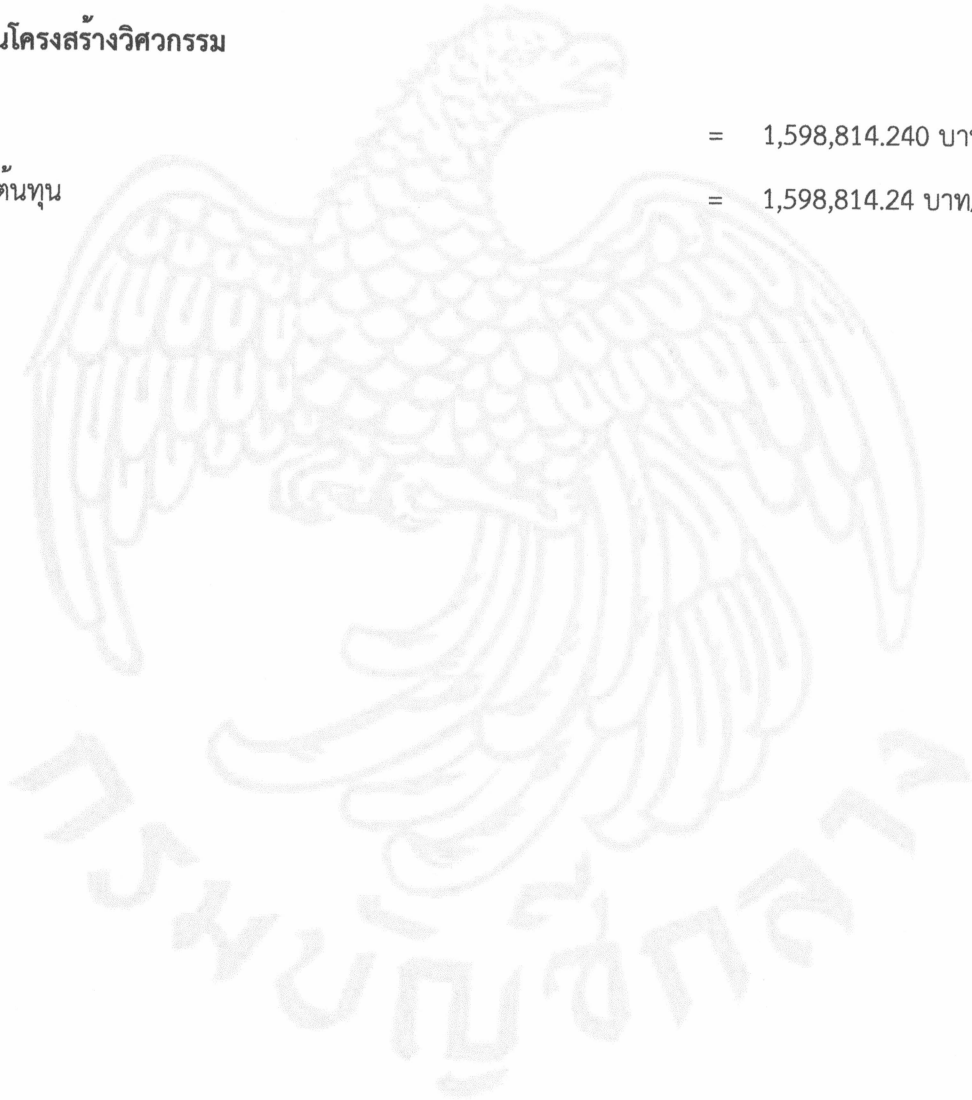 นโครงสร้างวิศวกรรม
= 1,598,814.240 บา
ต้นทุน = 1,598,814.24 บาท
กรมบัญชีกลาง